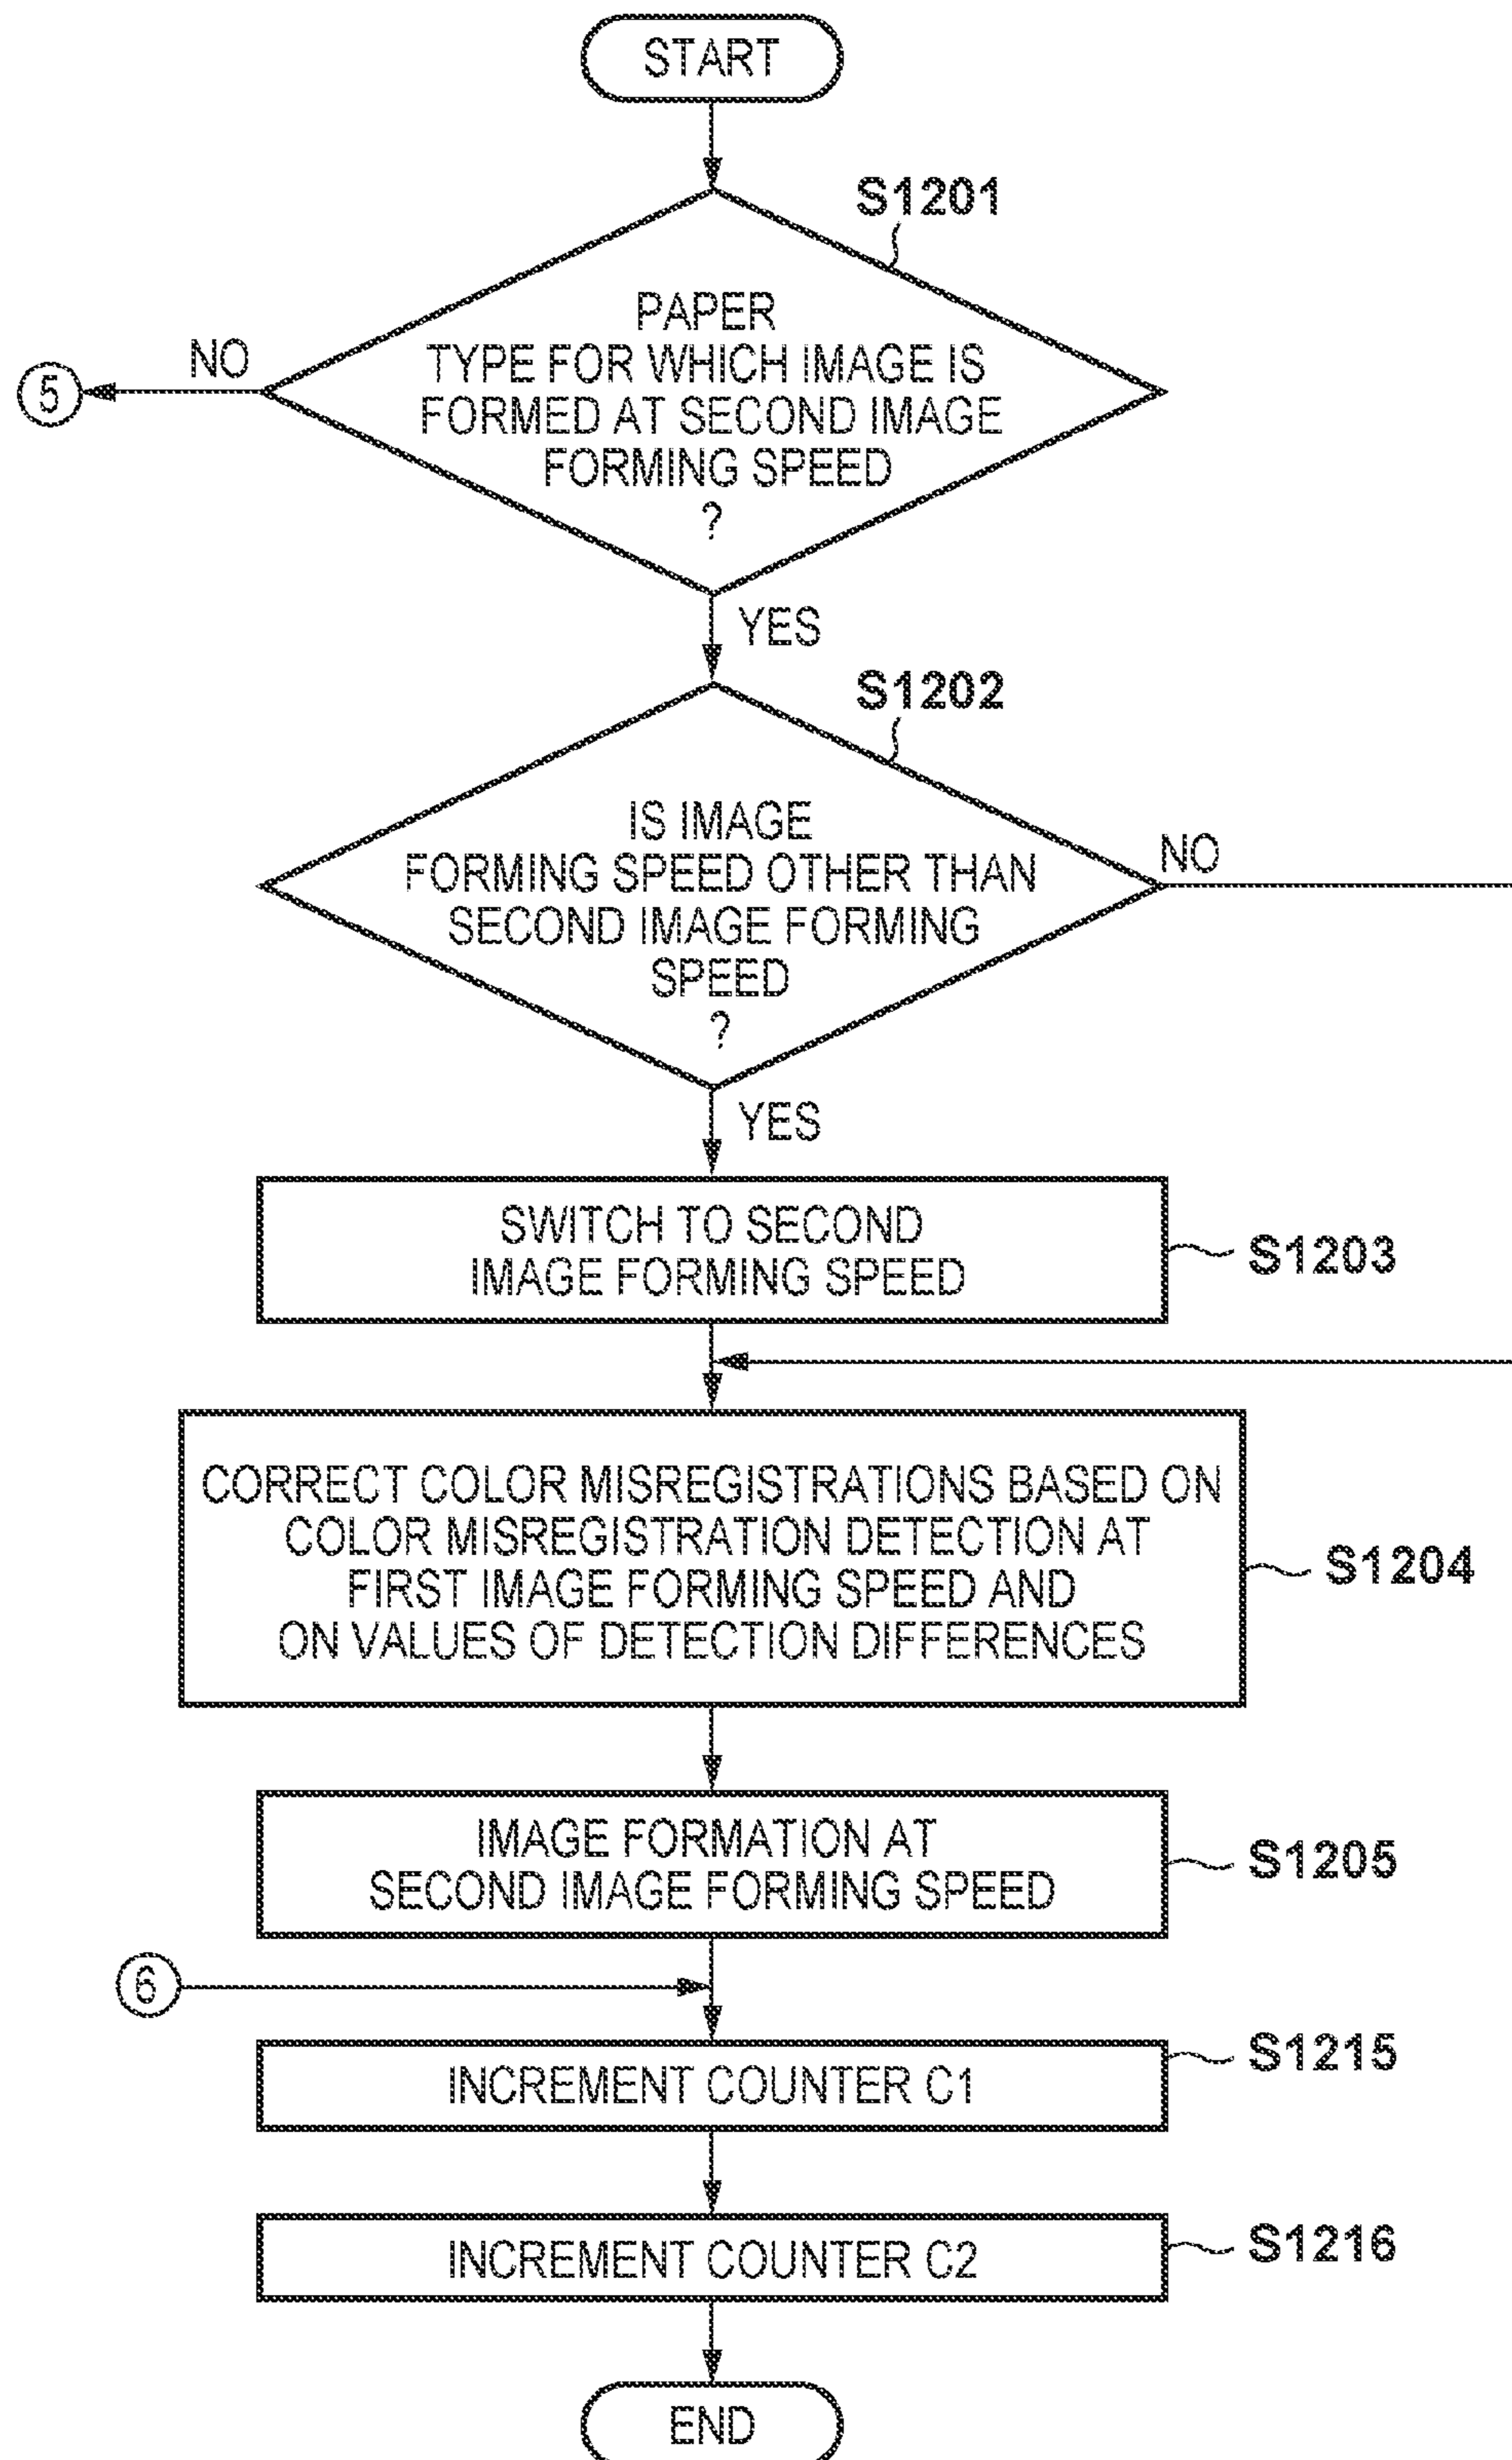 START
S1201
PAPER
TYPE FOR WHICH IMAGE IS
FORMED AT SECOND IMAGE
FORMING SPEED
?
NO
5
YES
S1202
IS IMAGE
FORMING SPEED OTHER THAN
SECOND IMAGE FORMING
SPEED
?
NO
YES
SWITCH TO SECOND
IMAGE FORMING SPEED
S1203
CORRECT COLOR MISREGISTRATIONS BASED ON
COLOR MISREGISTRATION DETECTION AT
FIRST IMAGE FORMING SPEED AND
ON VALUES OF DETECTION DIFFERENCES
S1204
IMAGE FORMATION AT
SECOND IMAGE FORMING SPEED
S1205
6
INCREMENT COUNTER C1
S1215
INCREMENT COUNTER C2
S1216
END